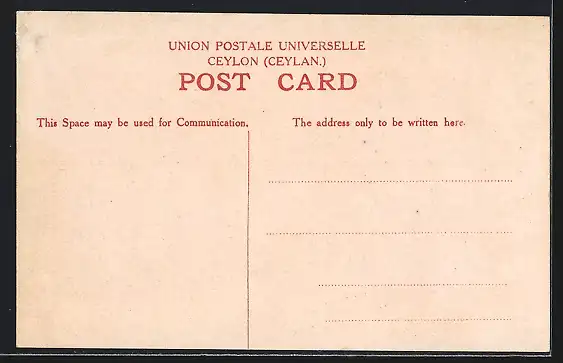 UNION POSTALE UNIVERSELLE
CEYLON (CEYLAN.)
POST CARD
This Space may be used for Communication.
The address only to be written here.